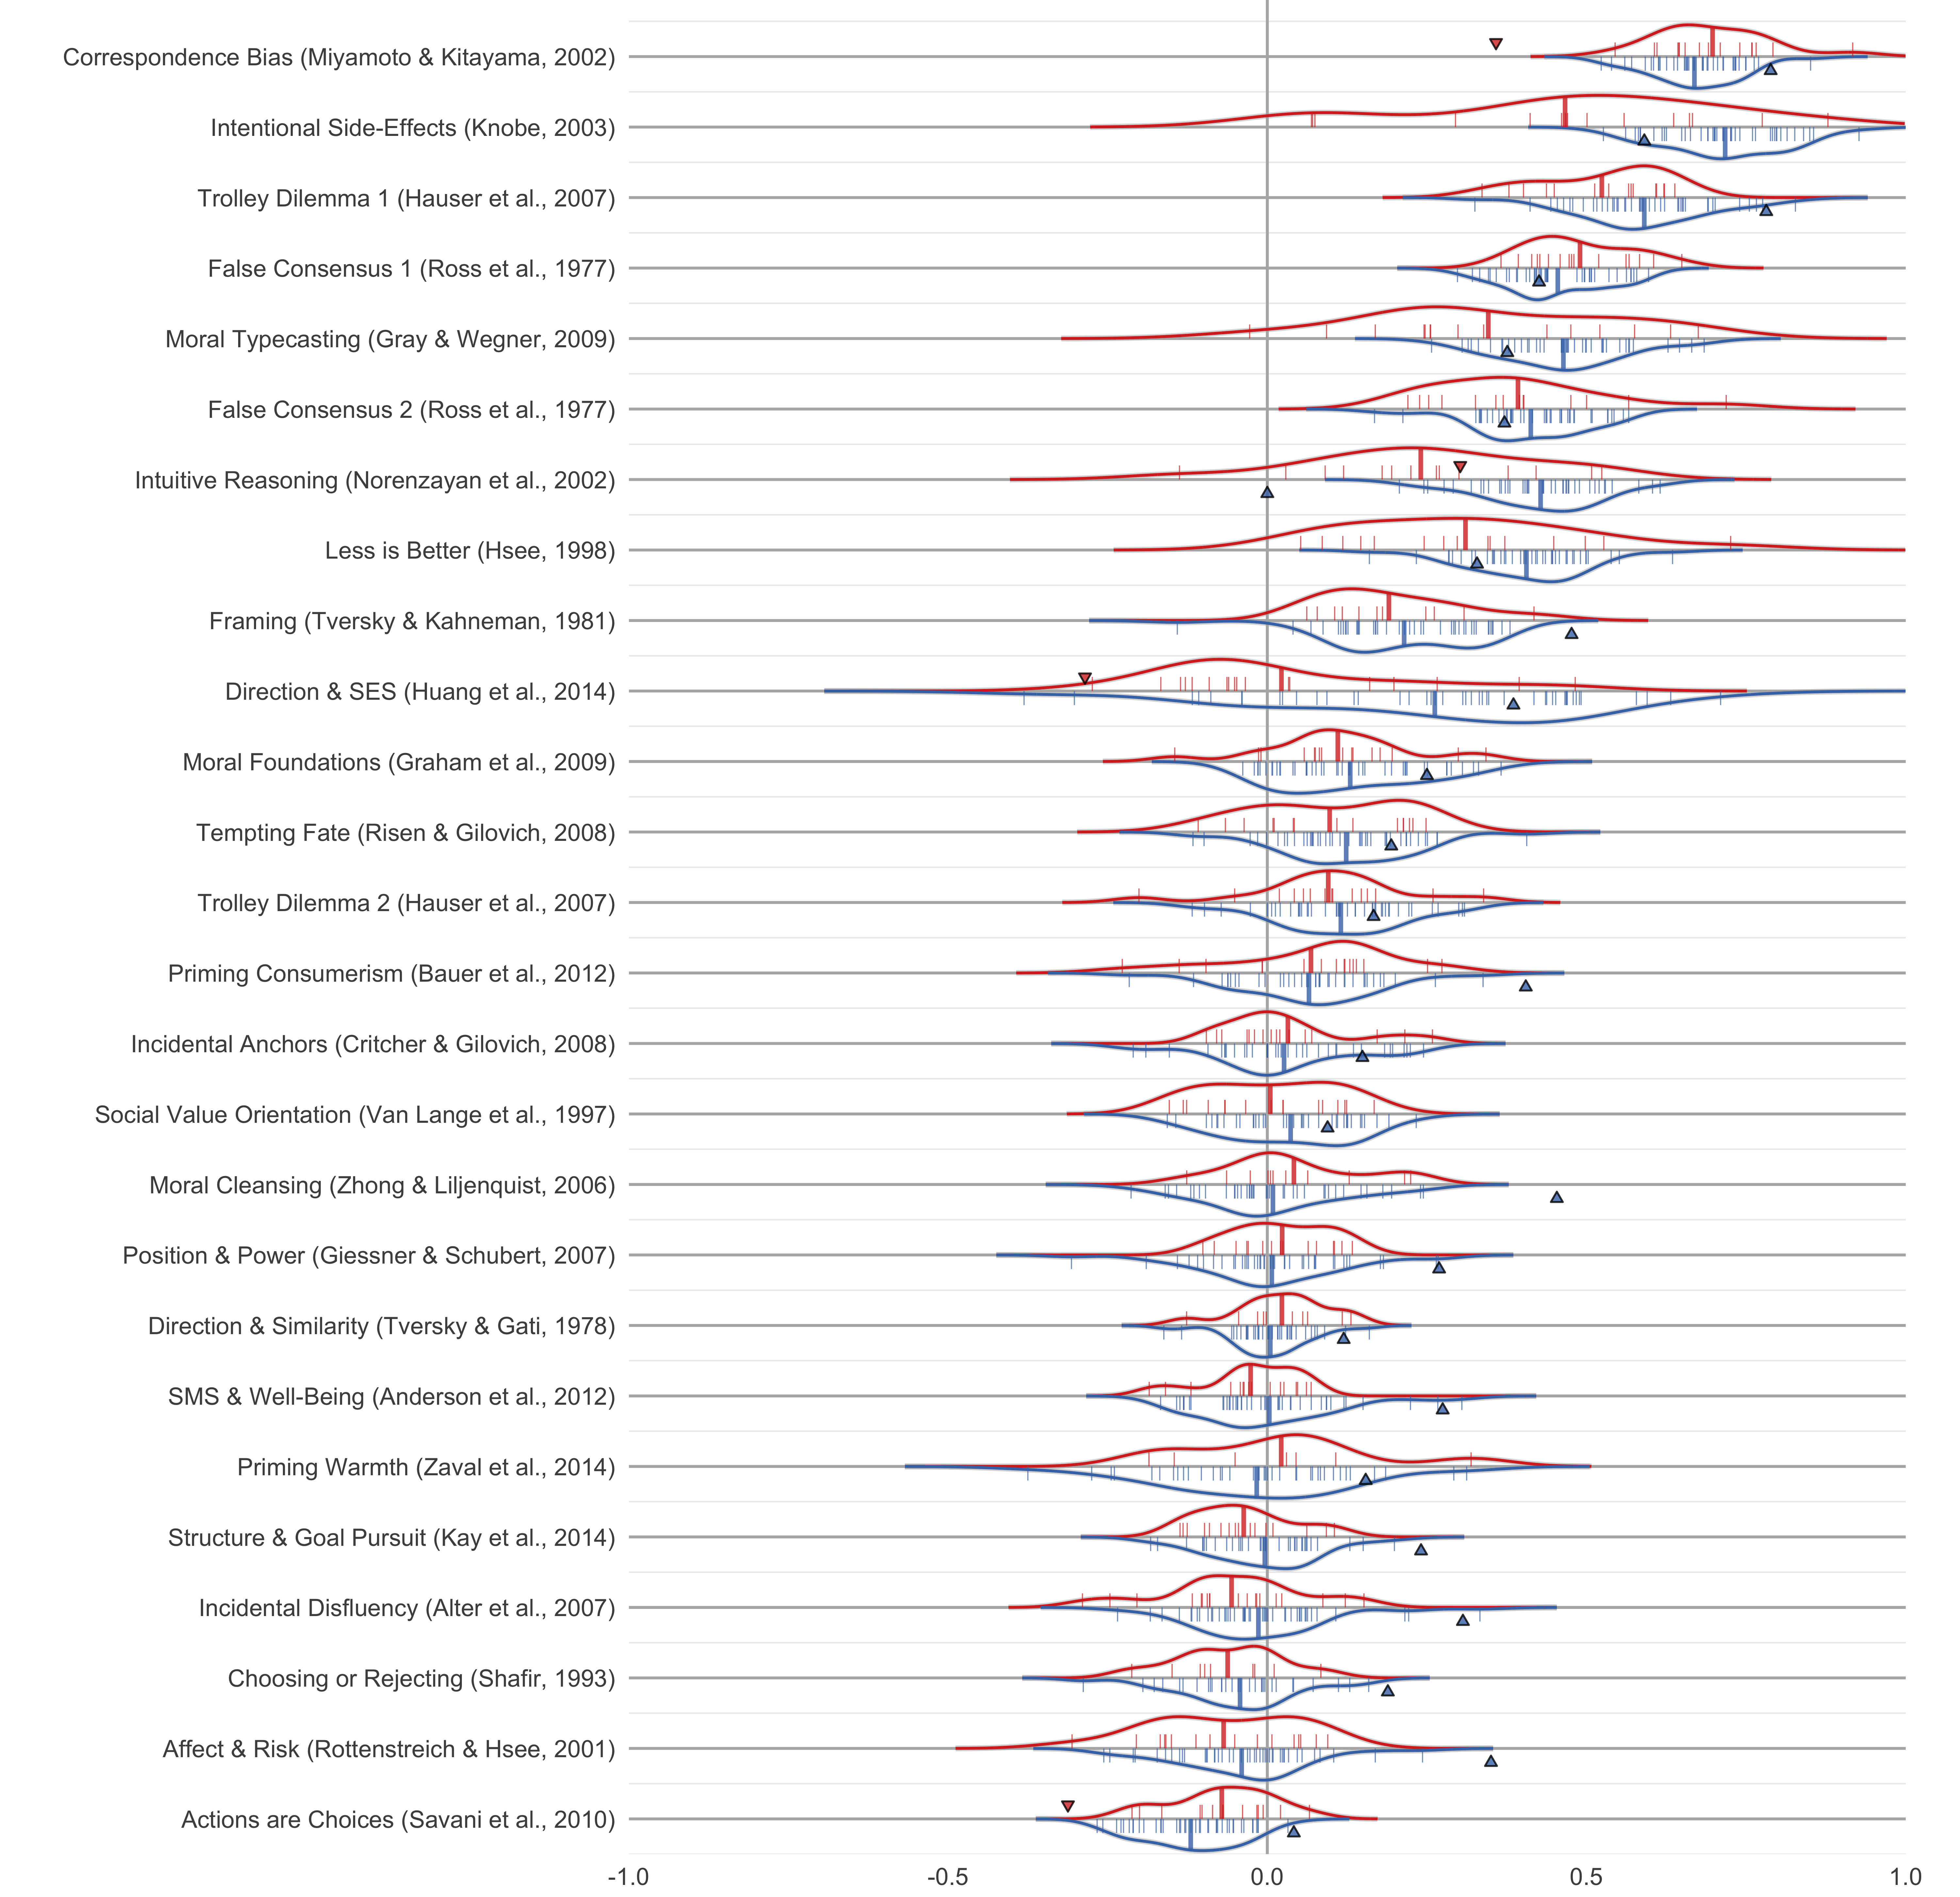 Correspondence Bias (Miyamoto & Kitayama, 2002)
Intentional Side-Effects (Knobe, 2003)
Trolley Dilemma 1 (Hauser et al., 2007)
False Consensus 1 (Ross et al., 1977)
Moral Typecasting (Gray & Wegner, 2009)
False Consensus 2 (Ross et al., 1977)
Intuitive Reasoning (Norenzayan et al., 2002)
Less is Better (Hsee, 1998)
Framing (Tversky & Kahneman, 1981)
Direction & SES (Huang et al., 2014)
Moral Foundations (Graham et al., 2009)
Tempting Fate (Risen & Gilovich, 2008)
Trolley Dilemma 2 (Hauser et al., 2007)
Priming Consumerism (Bauer et al., 2012)
Incidental Anchors (Critcher & Gilovich, 2008)
Social Value Orientation (Van Lange et al., 1997)
Moral Cleansing (Zhong & Liljenquist, 2006)
Position & Power (Giessner & Schubert, 2007)
Direction & Similarity (Tversky & Gati, 1978)
SMS & Well-Being (Anderson et al., 2012)
Priming Warmth (Zaval et al., 2014)
Structure & Goal Pursuit (Kay et al., 2014)
Incidental Disfluency (Alter et al., 2007)
Choosing or Rejecting (Shafir, 1993)
Affect & Risk (Rottenstreich & Hsee, 2001)
Actions are Choices (Savani et al., 2010)
-1.0 -0.5 0.0 0.5 1.0